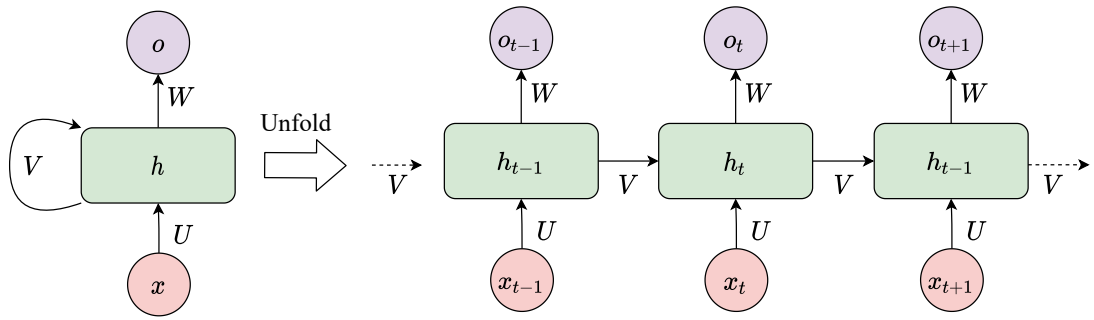 o
W
V
h
U
x
Unfold
V
o_{t−1}
W
h_{t−1}
V
U
x_{t−1}
o_t
W
h_t
V
U
x_t
o_{t+1}
W
h_{t−1}
V
U
x_{t+1}